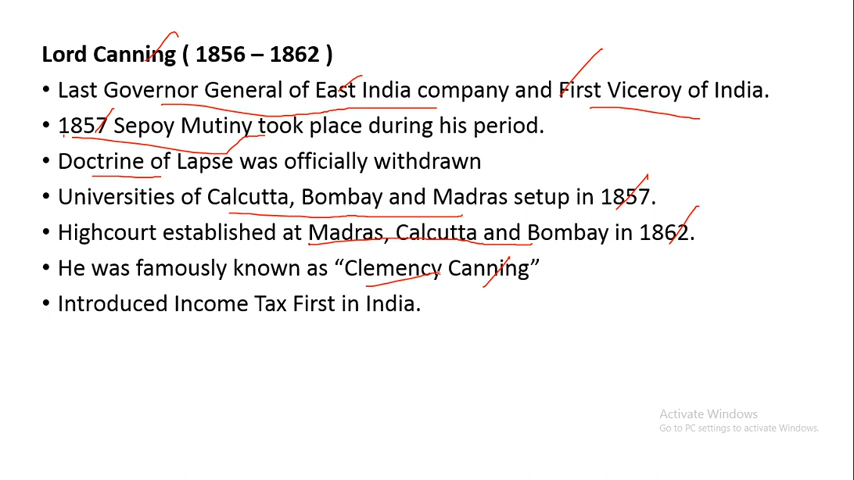 Lord Canning ( 1856 – 1862 )
• Last Governor General of East India company and First Viceroy of India.
• 1857 Sepoy Mutiny took place during his period.
• Doctrine of Lapse was officially withdrawn
• Universities of Calcutta, Bombay and Madras setup in 1857.
• Highcourt established at Madras, Calcutta and Bombay in 1862.
• He was famously known as “Clemency Canning”
• Introduced Income Tax First in India.
Activate Windows
Go to PC settings to activate Windows.